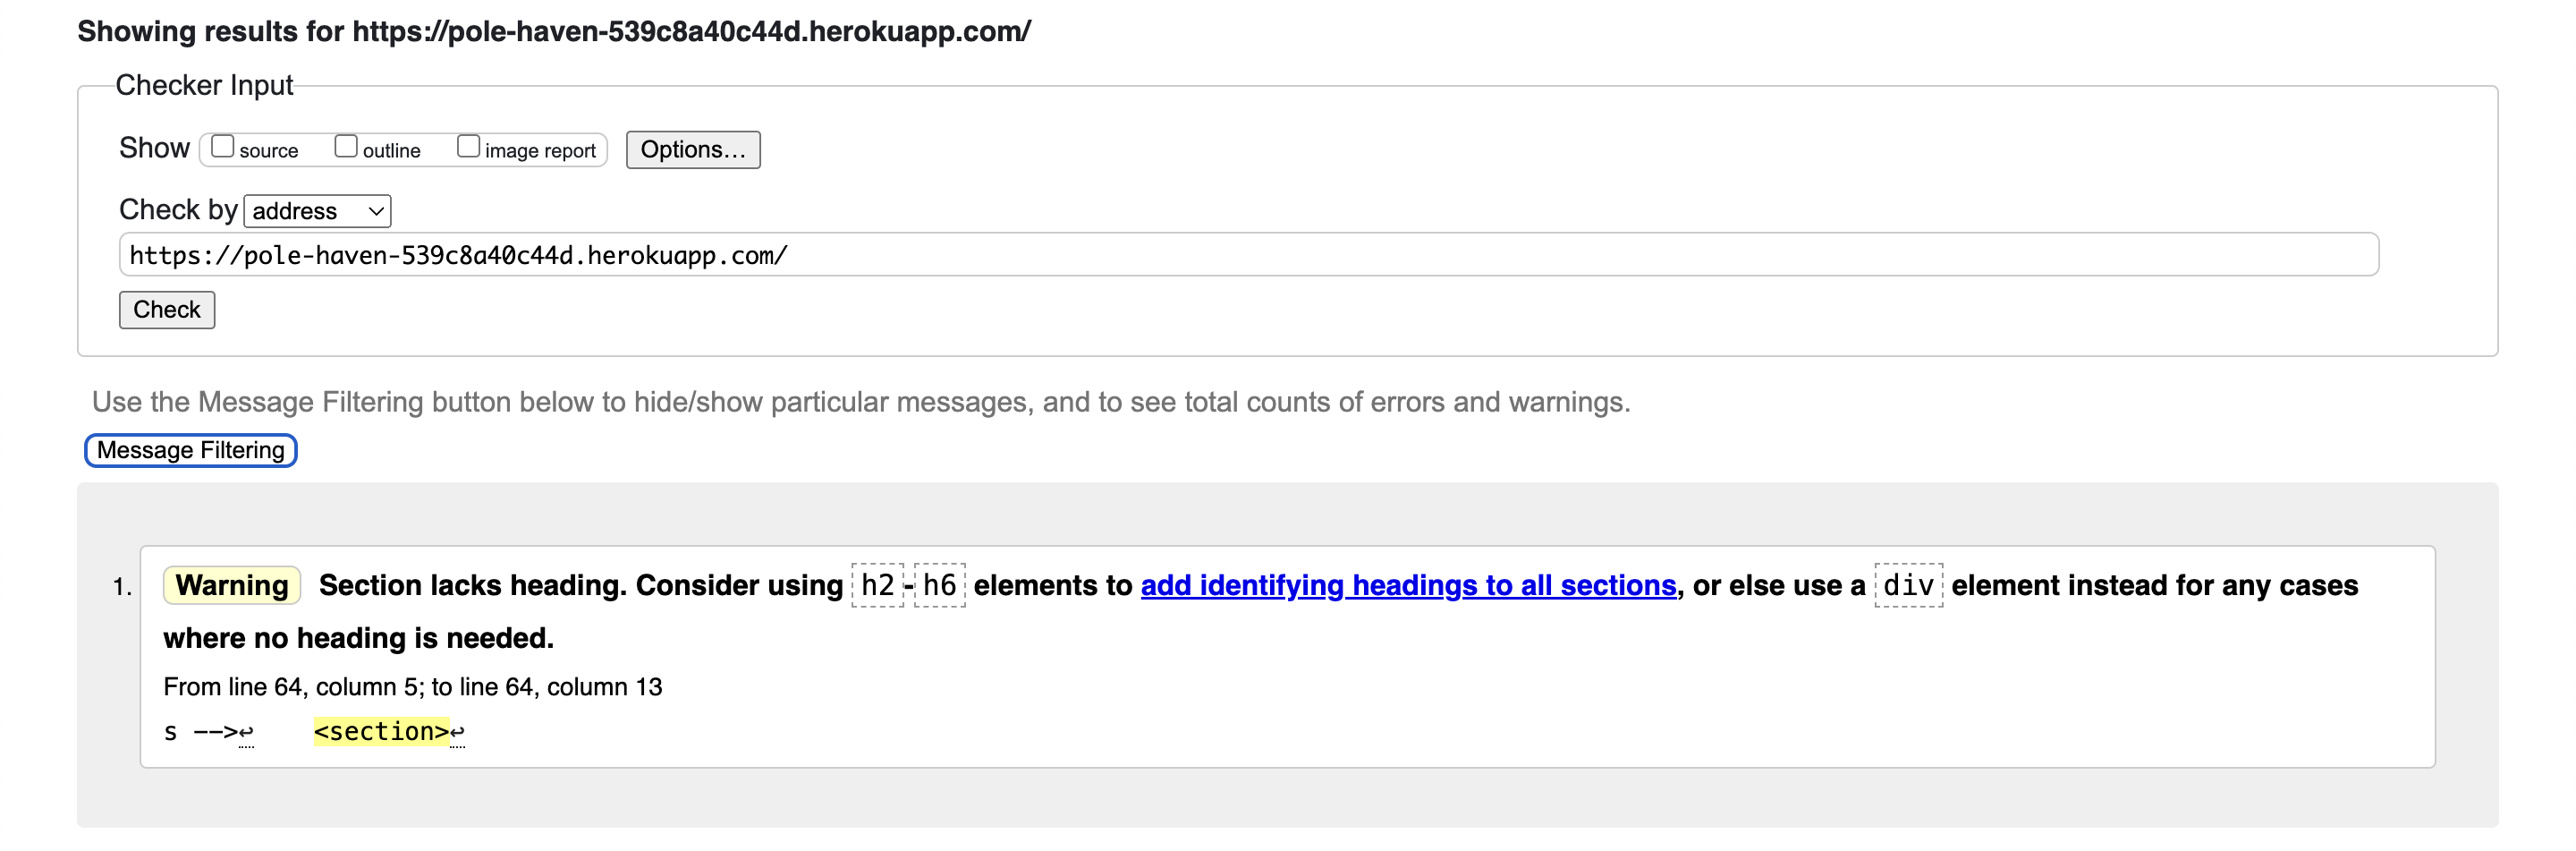 Showing results for https://pole-haven-539c8a40c44d.herokuapp.com/
Checker Input
Show source outline image report Options...
Check by address
https://pole-haven-539c8a40c44d.herokuapp.com/
Check
Use the Message Filtering button below to hide/show particular messages, and to see total counts of errors and warnings.
Message Filtering
1. Warning Section lacks heading. Consider using h2-h6 elements to add identifying headings to all sections, or else use a div element instead for any cases
where no heading is needed.
From line 64, column 5; to line 64, column 13
s -->↩ <section>↩